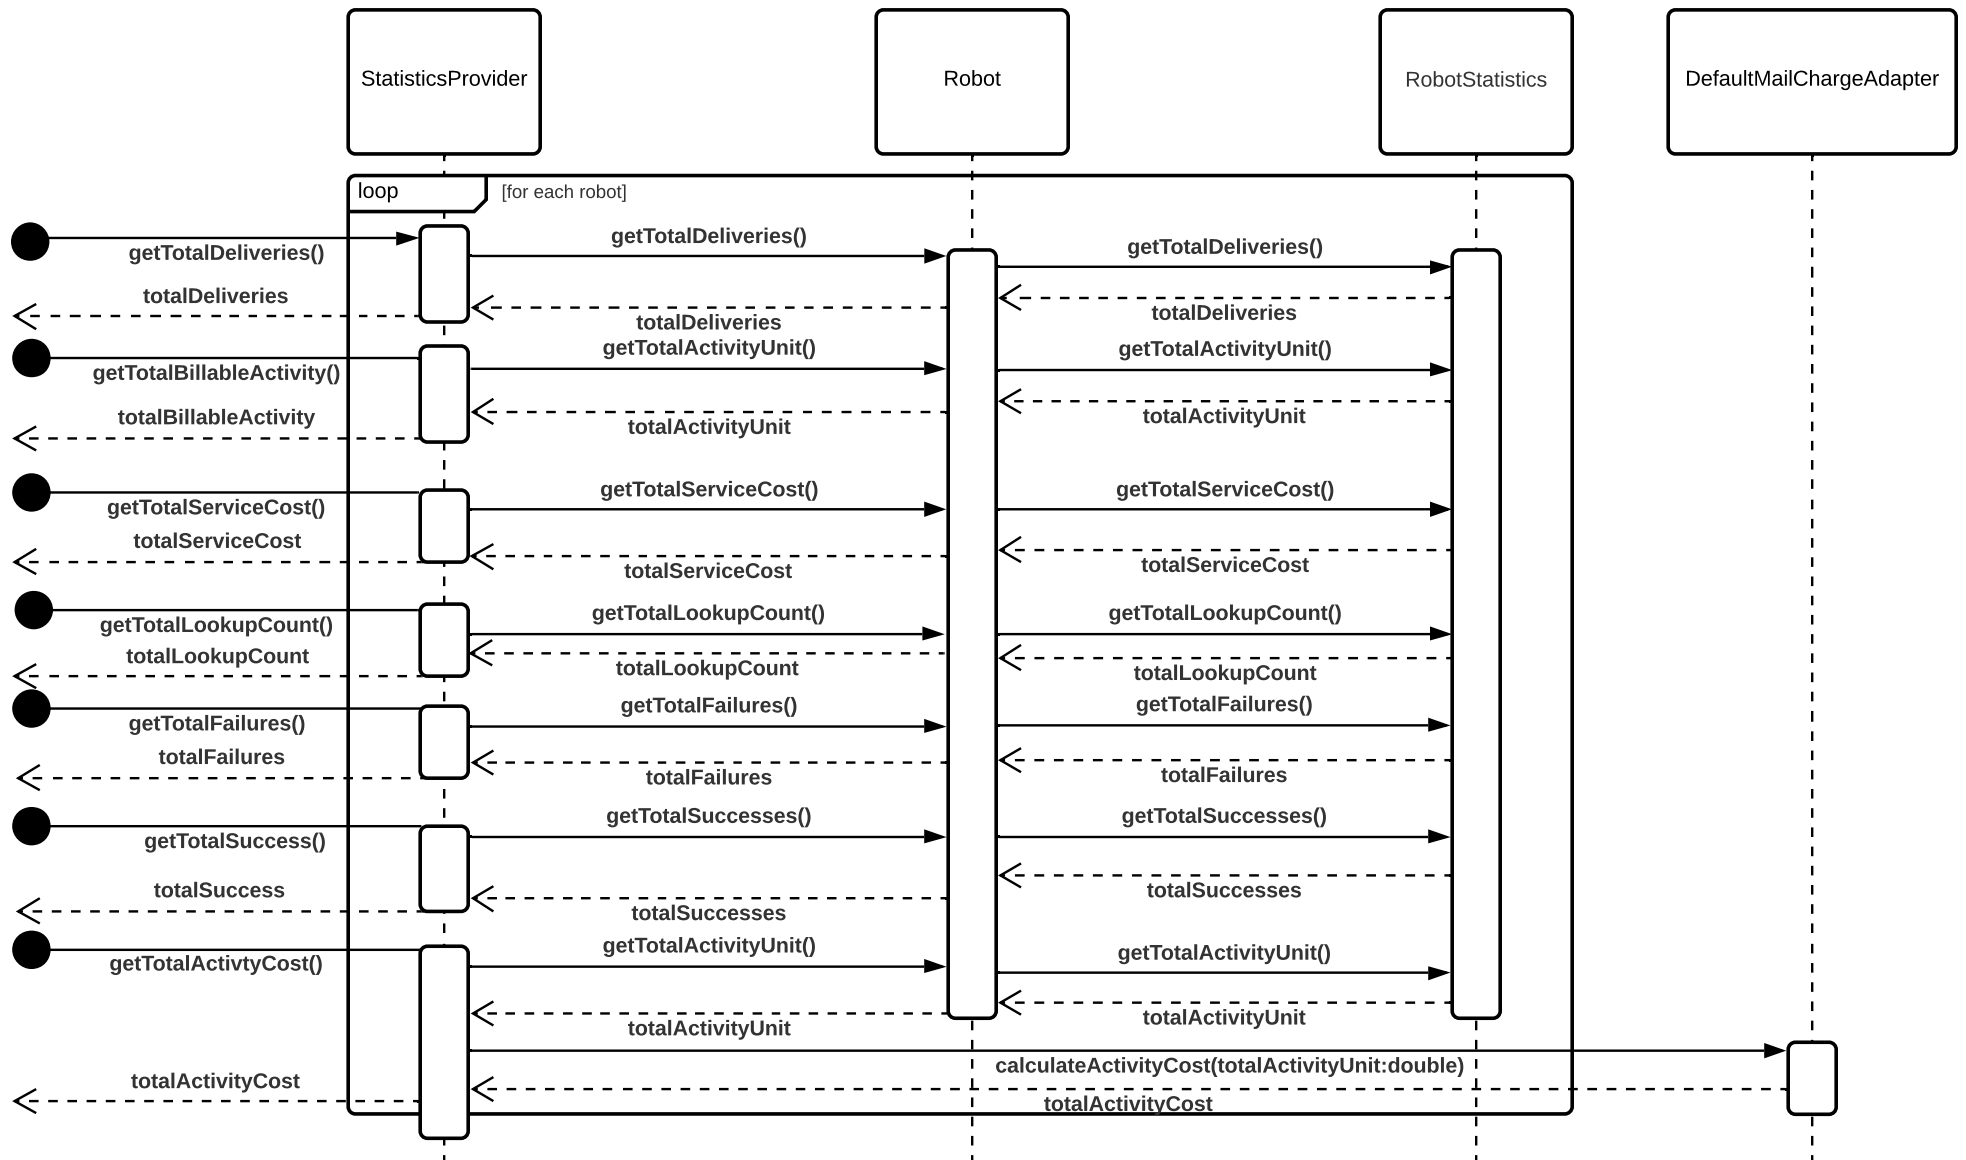 StatisticsProvider
Robot
RobotStatistics
DefaultMailChargeAdapter
loop
[for each robot]
getTotalDeliveries()
getTotalDeliveries()
getTotalDeliveries()
totalDeliveries
totalDeliveries
totalDeliveries
getTotalBillableActivity()
getTotalActivityUnit()
getTotalActivityUnit()
totalBillableActivity
totalActivityUnit
totalActivityUnit
getTotalServiceCost()
getTotalServiceCost()
getTotalServiceCost()
totalServiceCost
totalServiceCost
totalServiceCost
getTotalLookupCount()
getTotalLookupCount()
getTotalLookupCount()
totalLookupCount
totalLookupCount
totalLookupCount
getTotalFailures()
getTotalFailures()
getTotalFailures()
totalFailures
totalFailures
totalFailures
getTotalSuccess()
getTotalSuccesses()
getTotalSuccesses()
totalSuccess
totalSuccesses
totalSuccesses
getTotalActivtyCost()
getTotalActivityUnit()
getTotalActivityUnit()
totalActivityUnit
totalActivityUnit
calculateActivityCost(totalActivityUnit:double)
totalActivityCost
totalActivityCost